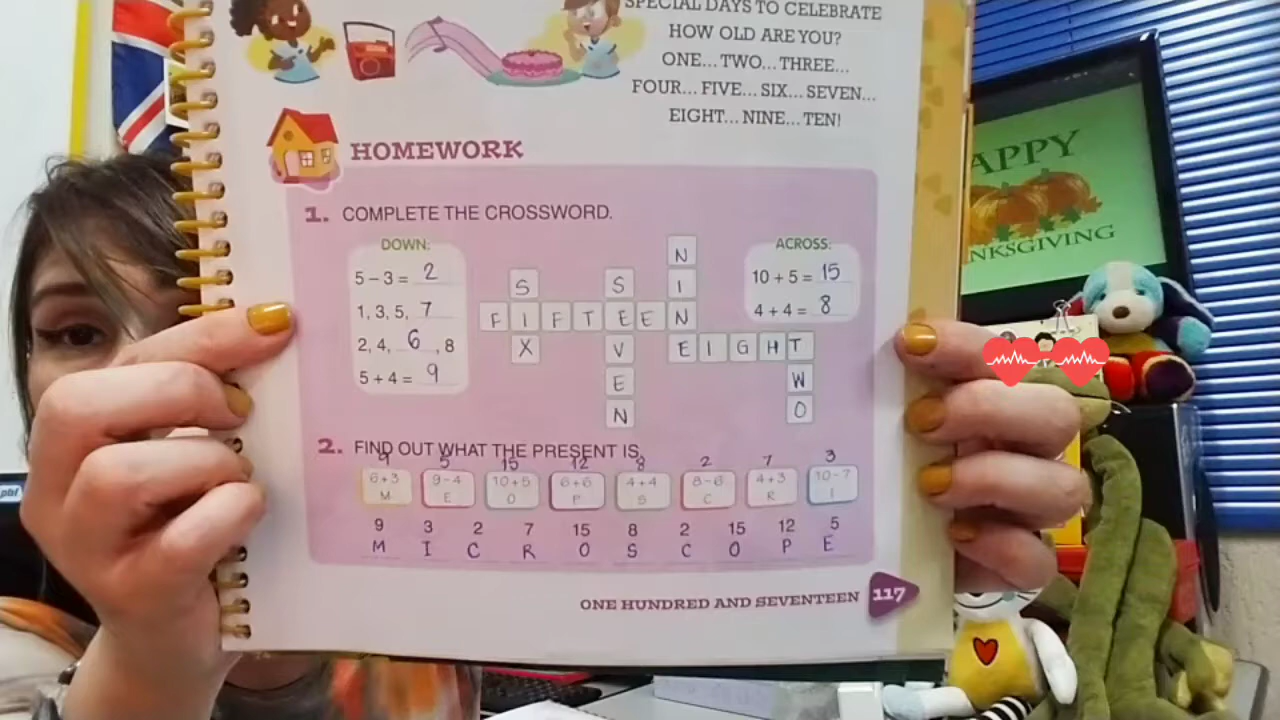 SPECIAL DAYS TO CELEBRATE
HOW OLD ARE YOU?
ONE... TWO... THREE...
FOUR... FIVE... SIX... SEVEN...
EIGHT... NINE... TEN!
HOMEWORK
1. COMPLETE THE CROSSWORD.
DOWN:
5 – 3 = 2
1, 3, 5, 7
2, 4, 6, 8
5 + 4 = 9
N
S S I
F I F T E E N
X V E I G H T
E W
N O
ACROSS:
10 + 5 = 15
4 + 4 = 8
2. FIND OUT WHAT THE PRESENT IS.
9 5 15 12 8 2 7 3
6 + 3 9 – 4 10 + 5 6 + 6 4 + 4 8 – 6 4 + 3 10 – 7
M E O P S C R I
9 3 2 7 15 8 2 15 12 5
M I C R O S C O P E
ONE HUNDRED AND SEVENTEEN 117
APPY
NKSGIVING
pbf